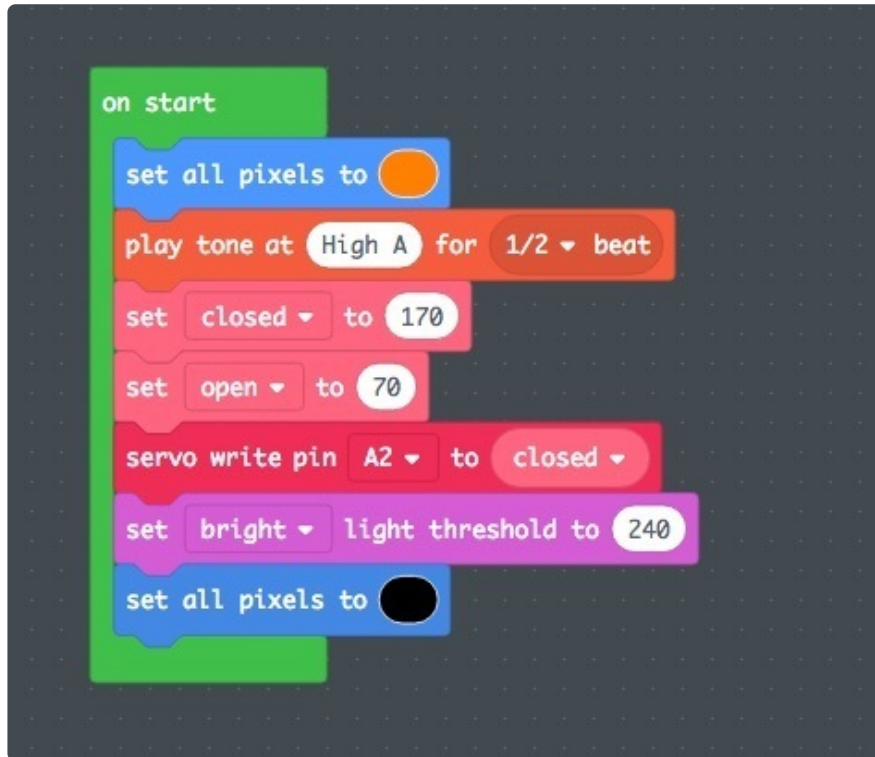 on start
set all pixels to
play tone at High A for 1/2 beat
set closed to 170
set open to 70
servo write pin A2 to closed
set bright light threshold to 240
set all pixels to